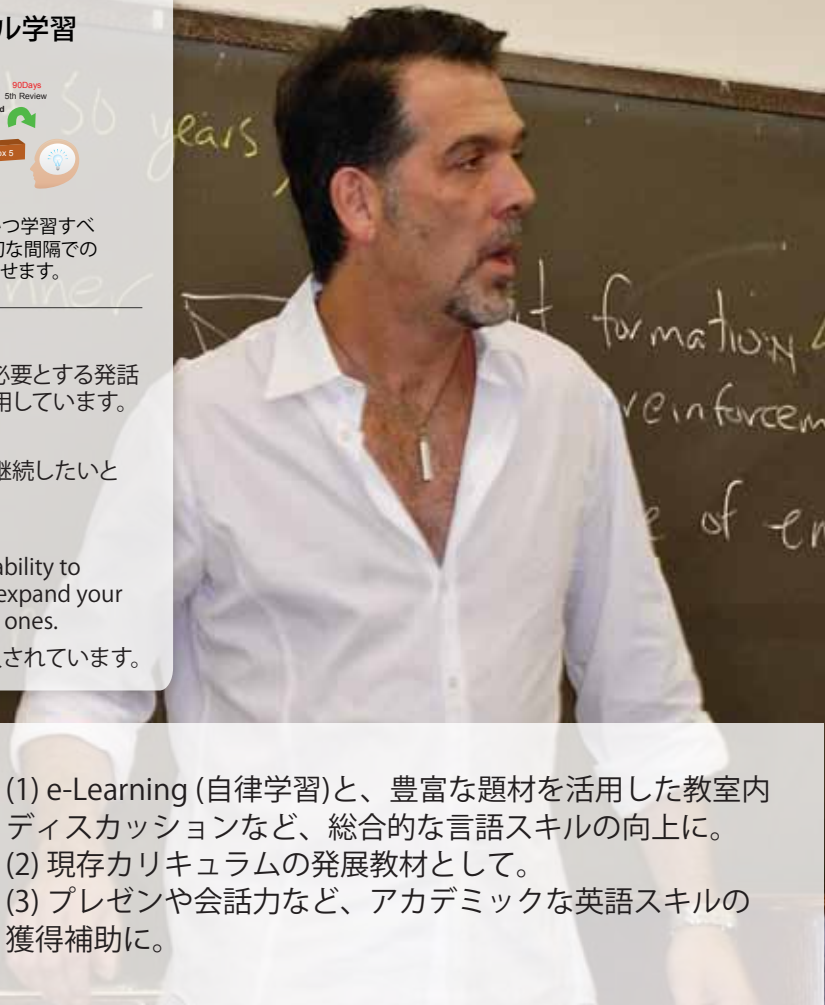 ル学習
90Days
5th Review
つ学習すべ
な間隔での
せます。
必要とする発話
用しています。
継続したいと
ability to
expand your
ones.
されています。
50 years,
formation
reinforcem
of en
(1) e-Learning (自律学習)と、豊富な題材を活用した教室内
ディスカッションなど、総合的な言語スキルの向上に。
(2) 現存カリキュラムの発展教材として。
(3) プレゼンや会話力など、アカデミックな英語スキルの
獲得補助に。